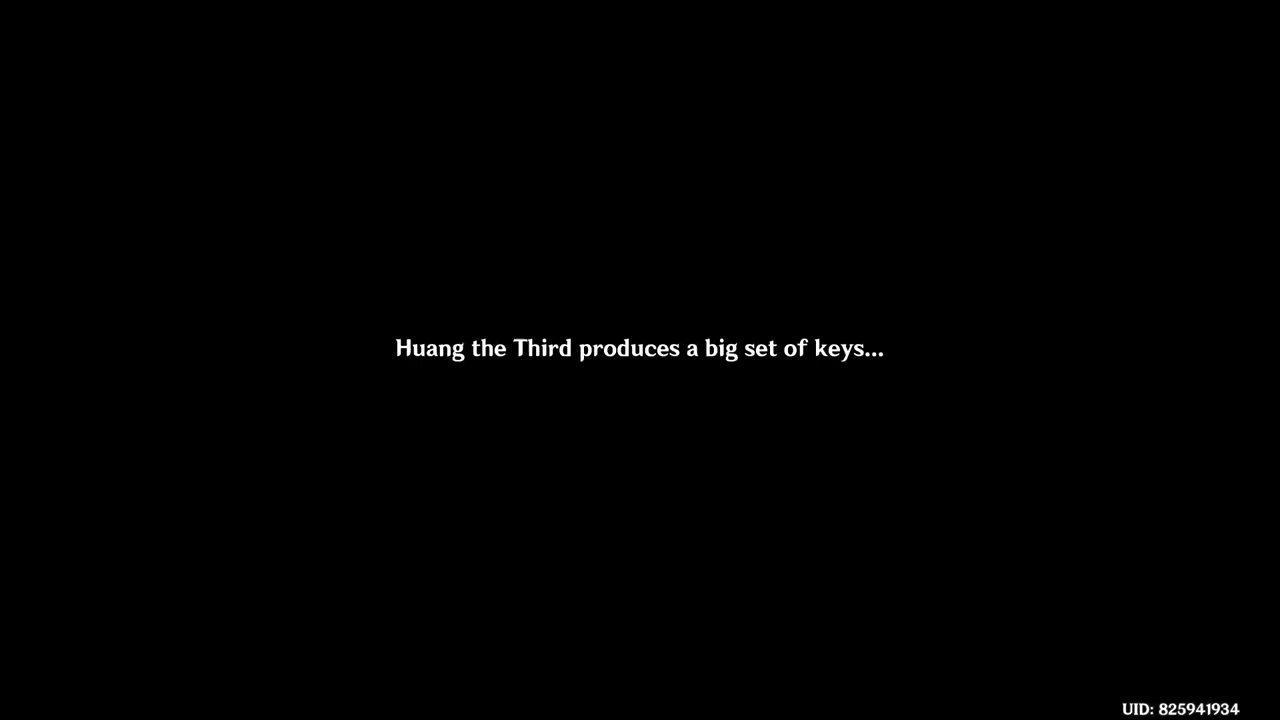 Huang the Third produces a big set of keys...
UID: 825941934